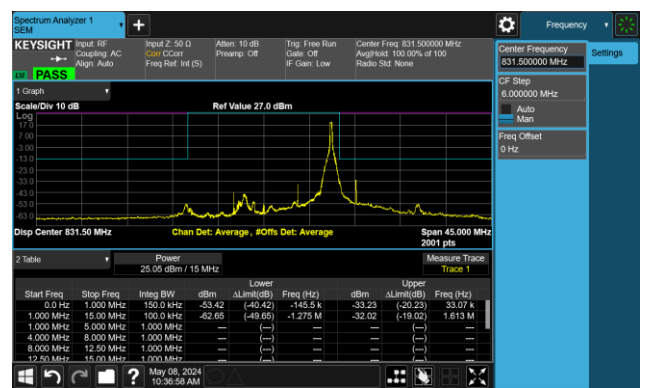 Spectrum Analyzer 1
SEM
Frequency
KEYSIGHT
Input: RF
Coupling: AC
Align: Auto
Input Z: 50 Ω
Corr CCorr
Freq Ref: Int (S)
Atten: 10 dB
Preamp: Off
Trig: Free Run
Gate: Off
IF Gain: Low
Center Freq: 831.500000 MHz
Avg|Hold: 100.00% of 100
Radio Std: None
LW PASS
Center Frequency
831.500000 MHz
Settings
CF Step
6.000000 MHz
Auto
Man
Freq Offset
0 Hz
1 Graph
Scale/Div 10 dB
Ref Value 27.0 dBm
Log
17.0
7.00
-3.00
-13.0
-23.0
-33.0
-43.0
-53.0
-63.0
Disp Center 831.50 MHz
Chan Det: Average, #Offs Det: Average
Span 45.000 MHz
2001 pts
2 Table
Power
25.05 dBm / 15 MHz
Measure Trace
Trace 1
Lower Upper
Start Freq Stop Freq Integ BW dBm ΔLimit(dB) Freq (Hz) dBm ΔLimit(dB) Freq (Hz)
0.0 Hz 1.000 MHz 150.0 kHz -53.42 (-40.42) -145.5 k -33.23 (-20.23) 33.07 k
1.000 MHz 15.00 MHz 100.0 kHz -62.65 (-49.65) -1.275 M -32.02 (-19.02) 1.613 M
1.000 MHz 5.000 MHz 1.000 MHz --- (---) --- --- (---) ---
4.000 MHz 8.000 MHz 1.000 MHz --- (---) --- --- (---) ---
8.000 MHz 12.50 MHz 1.000 MHz --- (---) --- --- (---) ---
12.50 MHz 15.00 MHz 1.000 MHz --- (---) --- --- (---) ---
?
May 08, 2024
10:36:58 AM